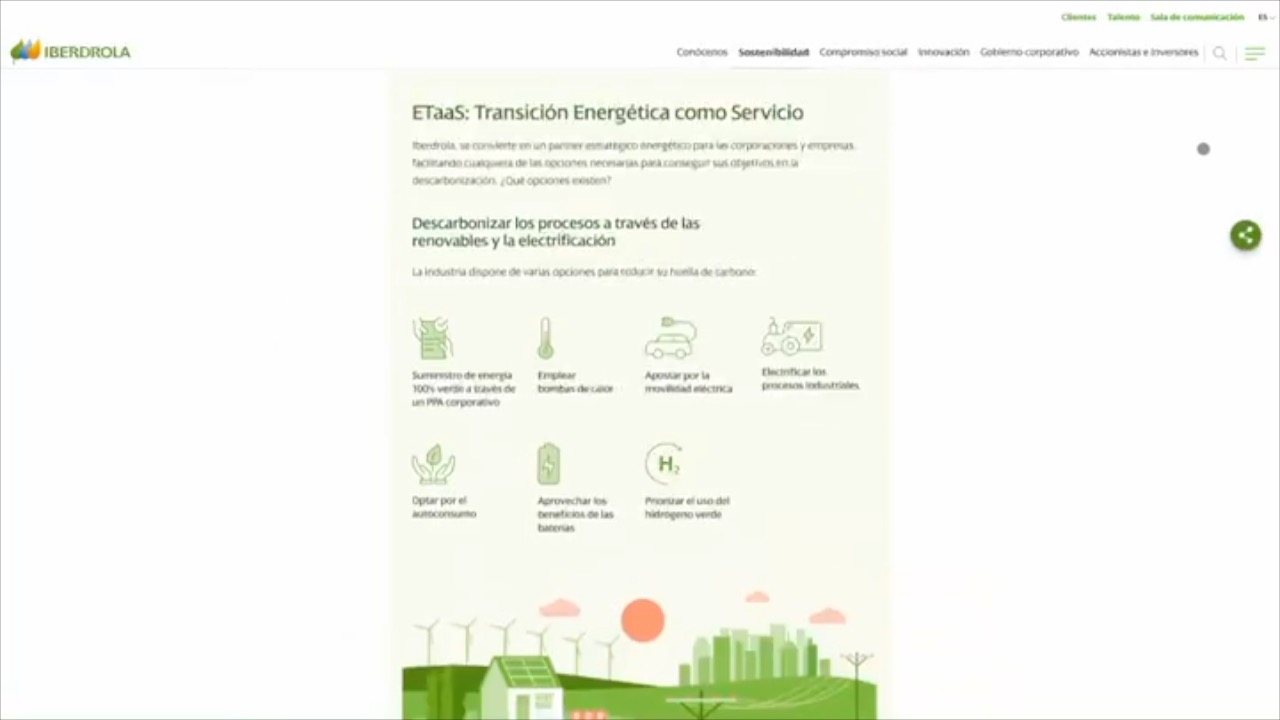 Clientes Talento Sala de comunicación ES
IBERDROLA
Conócenos Sostenibilidad Compromiso social Innovación Gobierno corporativo Accionistas e Inversores
ETaaS: Transición Energética como Servicio
Iberdrola, se convierte en un partner estratégico energético para las corporaciones y empresas,
facilitando cualquiera de las opciones necesarias para conseguir sus objetivos en la
descarbonización. ¿Qué opciones existen?
Descarbonizar los procesos a través de las
renovables y la electrificación
La industria dispone de varias opciones para reducir su huella de carbono:
Suministro de energía
100% verde a través de
un PPA corporativo
Emplear
bombas de calor
Apostar por la
movilidad eléctrica
Electrificar los
procesos industriales
Optar por el
autoconsumo
Aprovechar los
beneficios de las
baterías
H2
Priorizar el uso del
hidrógeno verde